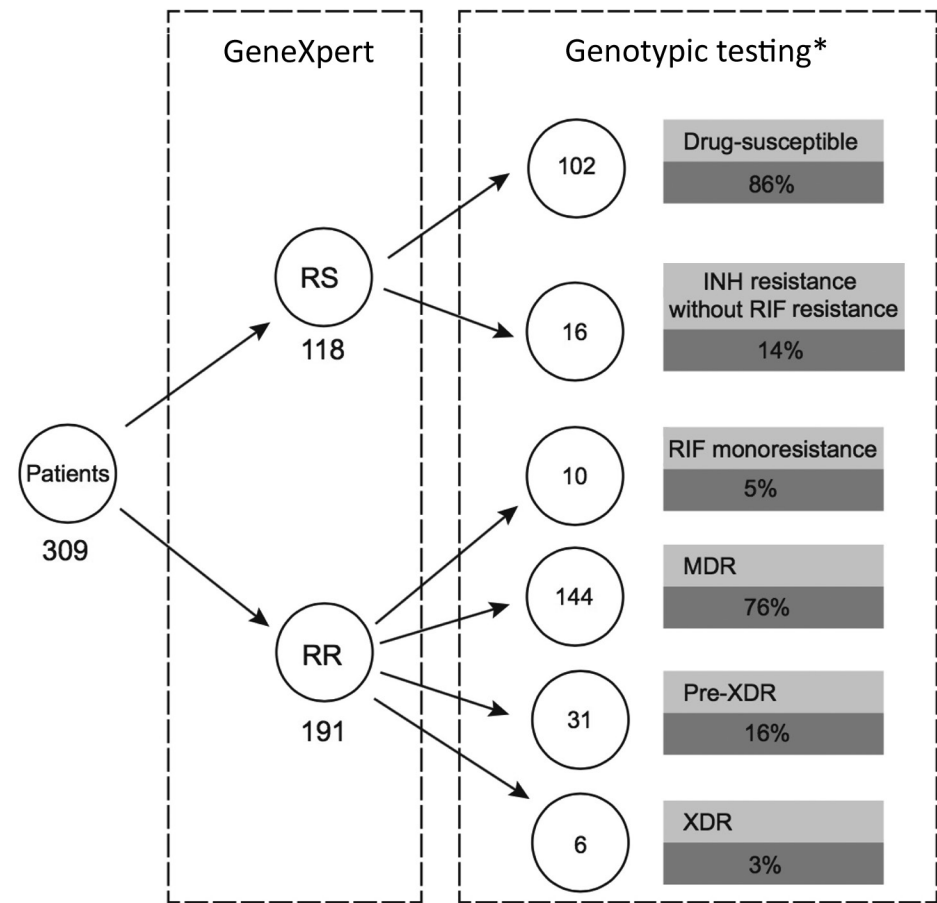 GeneXpert
Genotypic testing*
Patients
309
RS
118
RR
191
102
Drug-susceptible
86%
16
INH resistance
without RIF resistance
14%
10
RIF monoresistance
5%
144
MDR
76%
31
Pre-XDR
16%
6
XDR
3%